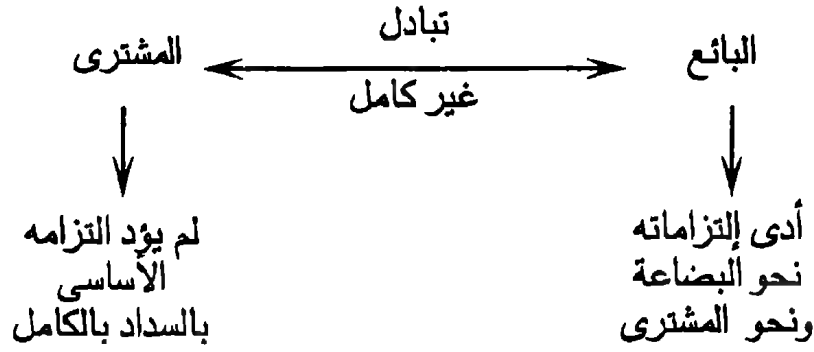 تبادل
البائع
المشترى
غير كامل
أدى إلتزاماته
نحو البضاعة
ونحو المشترى
لم يؤد التزامه
الأساسى
بالسداد بالكامل